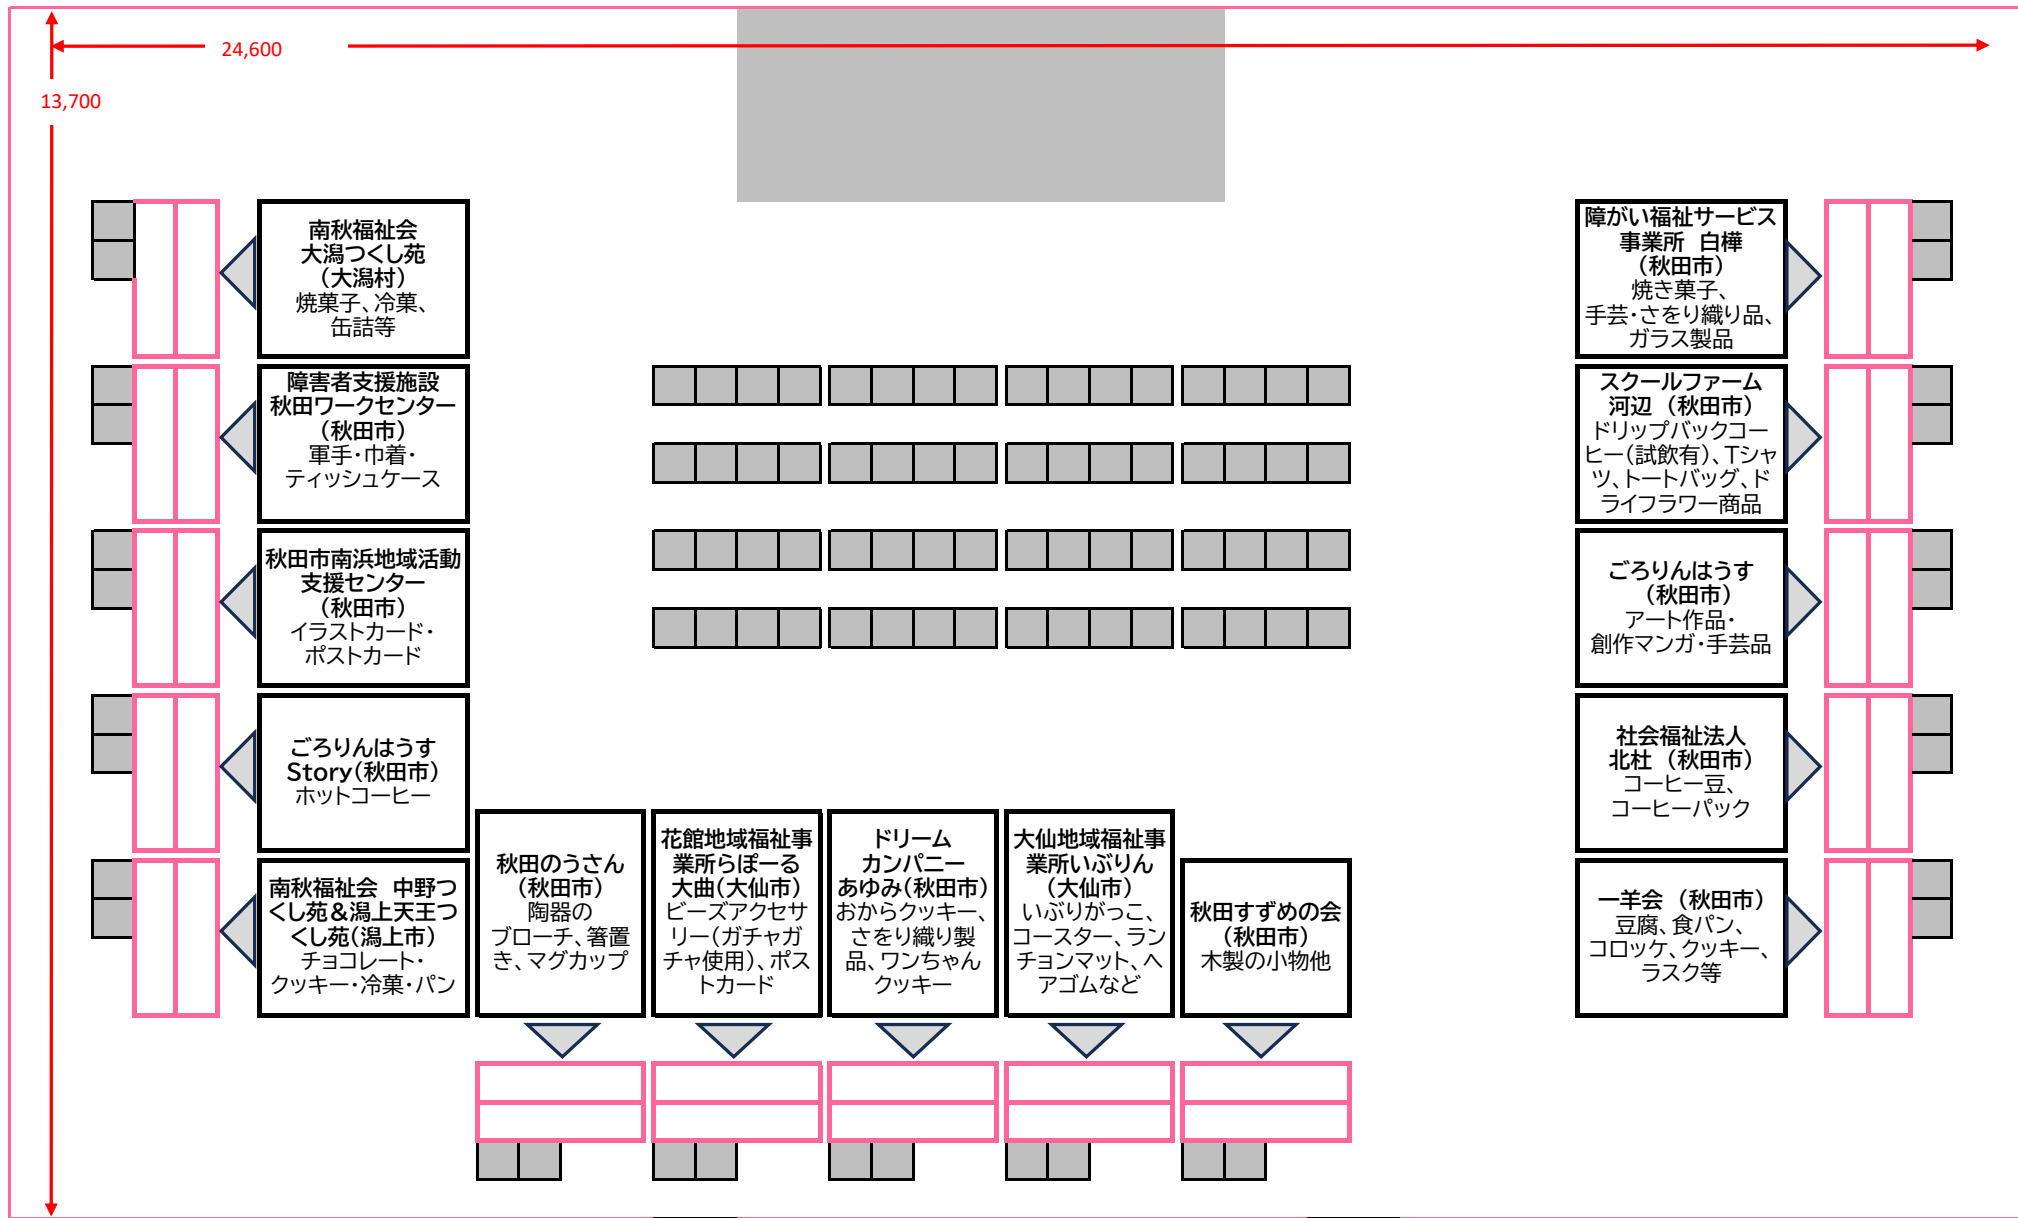 24,600
13,700
南秋福祉会
大潟つくし苑
（大潟村）
焼菓子、冷菓、
缶詰等
障害者支援施設
秋田ワークセンター
（秋田市）
軍手・巾着・
ティッシュケース
秋田市南浜地域活動
支援センター
（秋田市）
イラストカード・
ポストカード
ごろりんはうす
Story（秋田市）
ホットコーヒー
南秋福祉会　中野つ
くし苑＆潟上天王つ
くし苑（潟上市）
チョコレート・
クッキー・冷菓・パン
秋田のうさん
（秋田市）
陶器の
ブローチ、箸置
き、マグカップ
花館地域福祉事
業所らぽーる
大曲（大仙市）
ビーズアクセサ
リー（ガチャガ
チャ使用）、ポス
トカード
ドリーム
カンパニー
あゆみ（秋田市）
おからクッキー、
さをり織り製
品、ワンちゃん
クッキー
大仙地域福祉事
業所いぶりん
（大仙市）
いぶりがっこ、
コースター、ラン
チョンマット、ヘ
アゴムなど
秋田すずめの会
（秋田市）
木製の小物他
障がい福祉サービス
事業所　白樺
（秋田市）
焼き菓子、
手芸・さをり織り品、
ガラス製品
スクールファーム
河辺　（秋田市）
ドリップバックコー
ヒー（試飲有）、Tシャ
ツ、トートバッグ、ド
ライフラワー商品
ごろりんはうす
（秋田市）
アート作品・
創作マンガ・手芸品
社会福祉法人
北杜　（秋田市）
コーヒー豆、
コーヒーパック
一羊会　（秋田市）
豆腐、食パン、
コロッケ、クッキー、
ラスク等